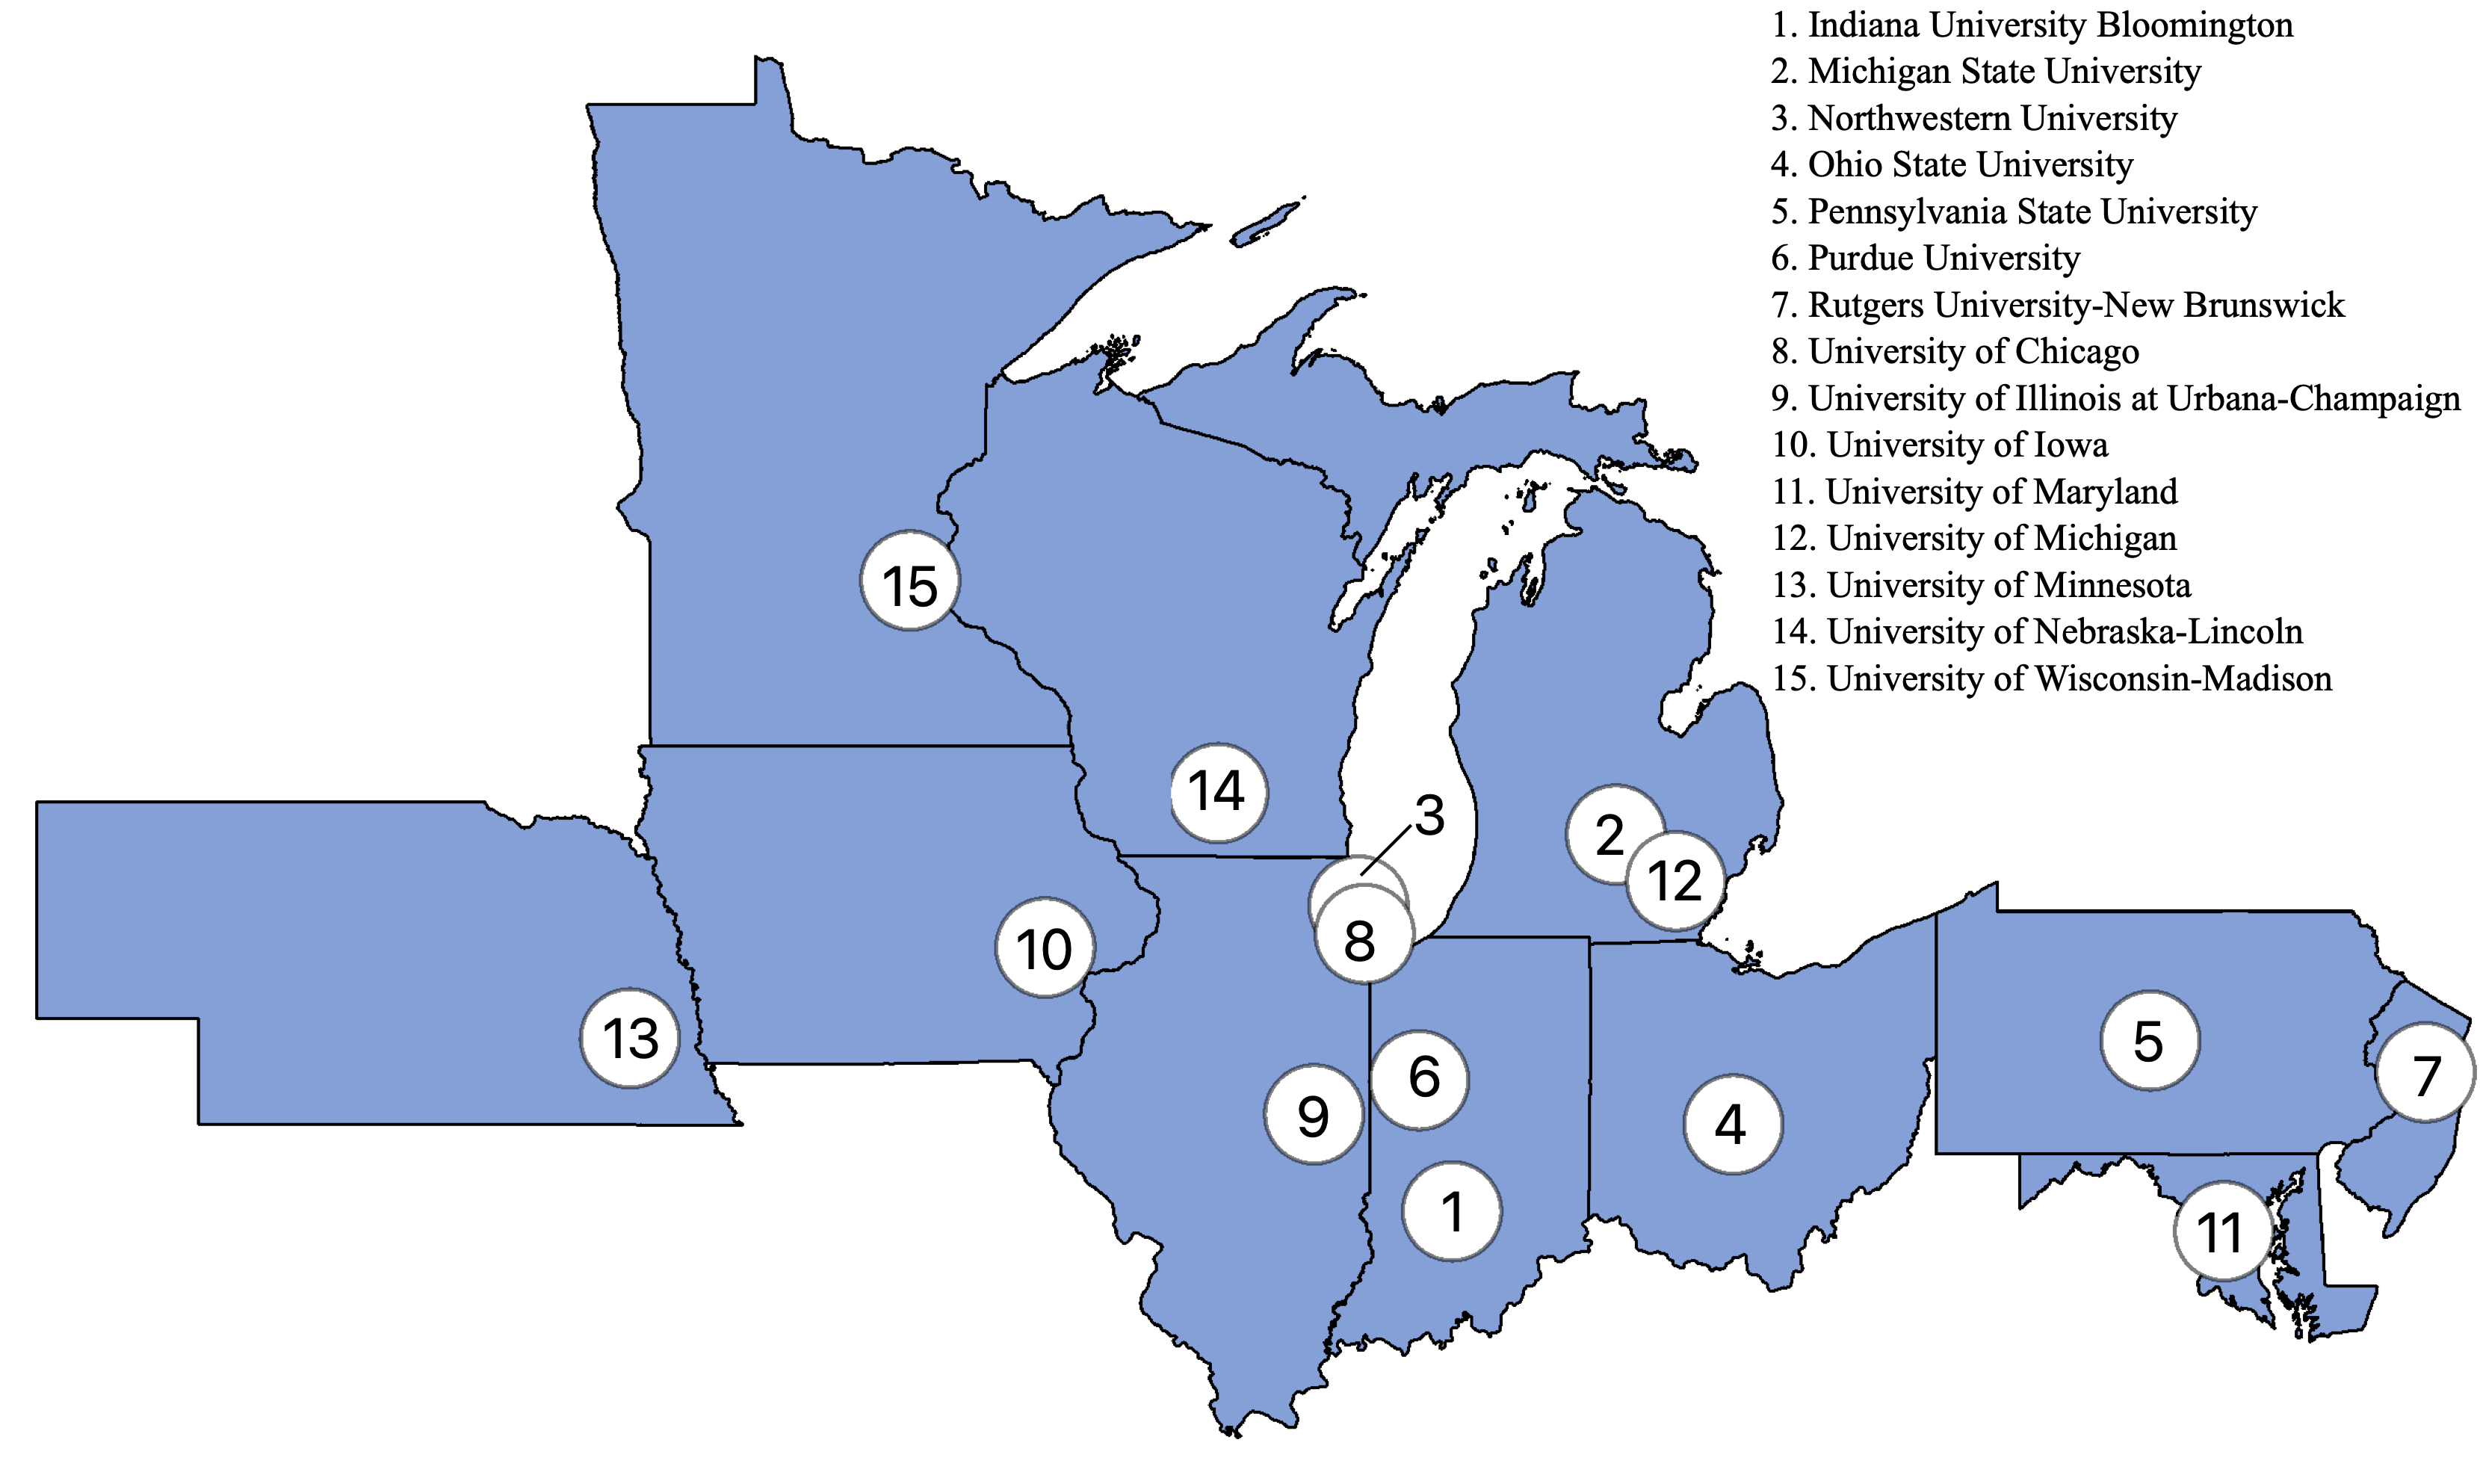 1. Indiana University Bloomington
2. Michigan State University
3. Northwestern University
4. Ohio State University
5. Pennsylvania State University
6. Purdue University
7. Rutgers University-New Brunswick
8. University of Chicago
9. University of Illinois at Urbana-Champaign
10. University of Iowa
11. University of Maryland
12. University of Michigan
13. University of Minnesota
14. University of Nebraska-Lincoln
15. University of Wisconsin-Madison
15
14
3
2
12
8
10
13
6
9
5
7
4
1
11